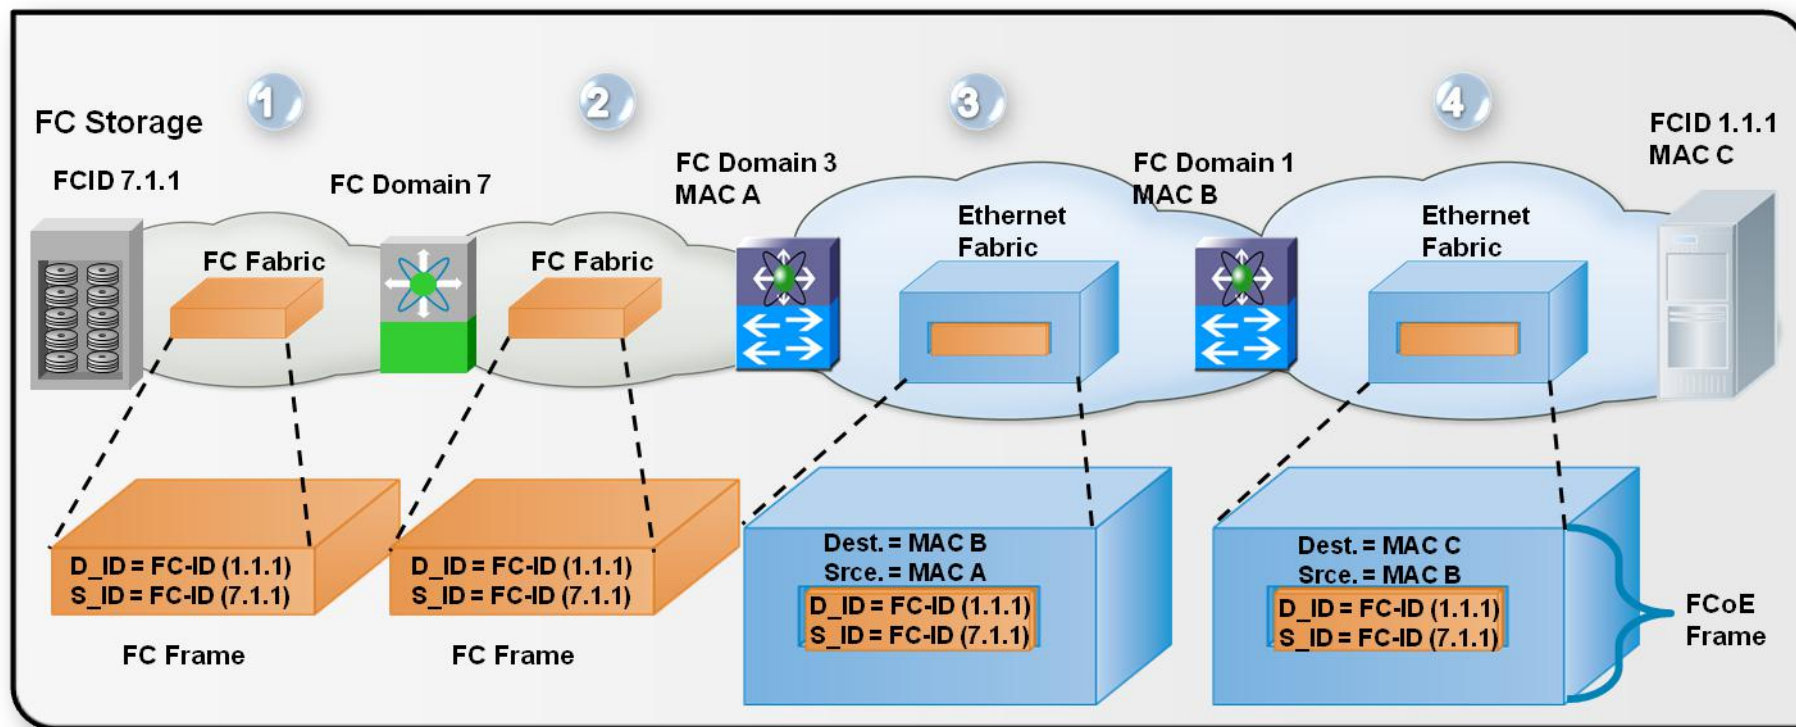 1
2
3
4
FC Storage
FCID 7.1.1
FC Domain 7
FC Domain 3
MAC A
FC Domain 1
MAC B
FCID 1.1.1
MAC C
FC Fabric
FC Fabric
Ethernet
Fabric
Ethernet
Fabric
D_ID = FC-ID (1.1.1)
S_ID = FC-ID (7.1.1)
FC Frame
D_ID = FC-ID (1.1.1)
S_ID = FC-ID (7.1.1)
FC Frame
Dest. = MAC B
Srce. = MAC A
D_ID = FC-ID (1.1.1)
S_ID = FC-ID (7.1.1)
Dest. = MAC C
Srce. = MAC B
D_ID = FC-ID (1.1.1)
S_ID = FC-ID (7.1.1)
FCoE
Frame